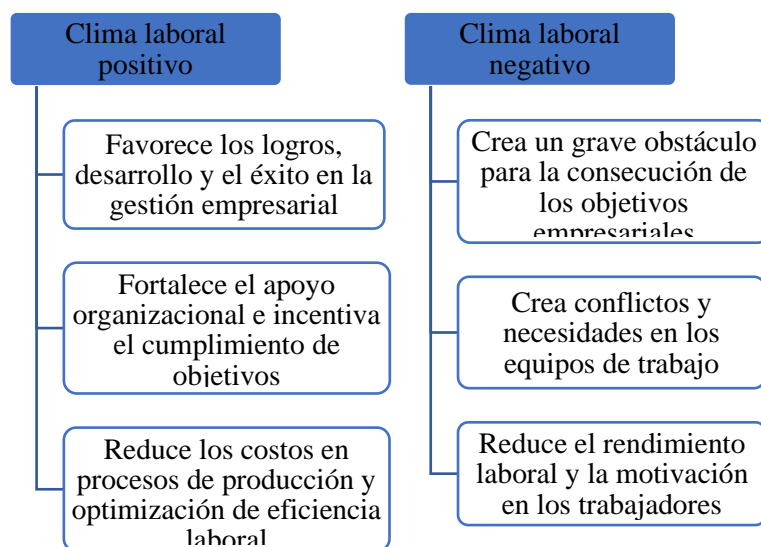 Clima laboral
positivo
Favorece los logros,
desarrollo y el éxito en la
gestión empresarial
Fortalece el apoyo
organizacional e incentiva
el cumplimiento de
objetivos
Reduce los costos en
procesos de producción y
optimización de eficiencia
laboral
Clima laboral
negativo
Crea un grave obstáculo
para la consecución de
los objetivos
empresariales
Crea conflictos y
necesidades en los
equipos de trabajo
Reduce el rendimiento
laboral y la motivación
en los trabajadores